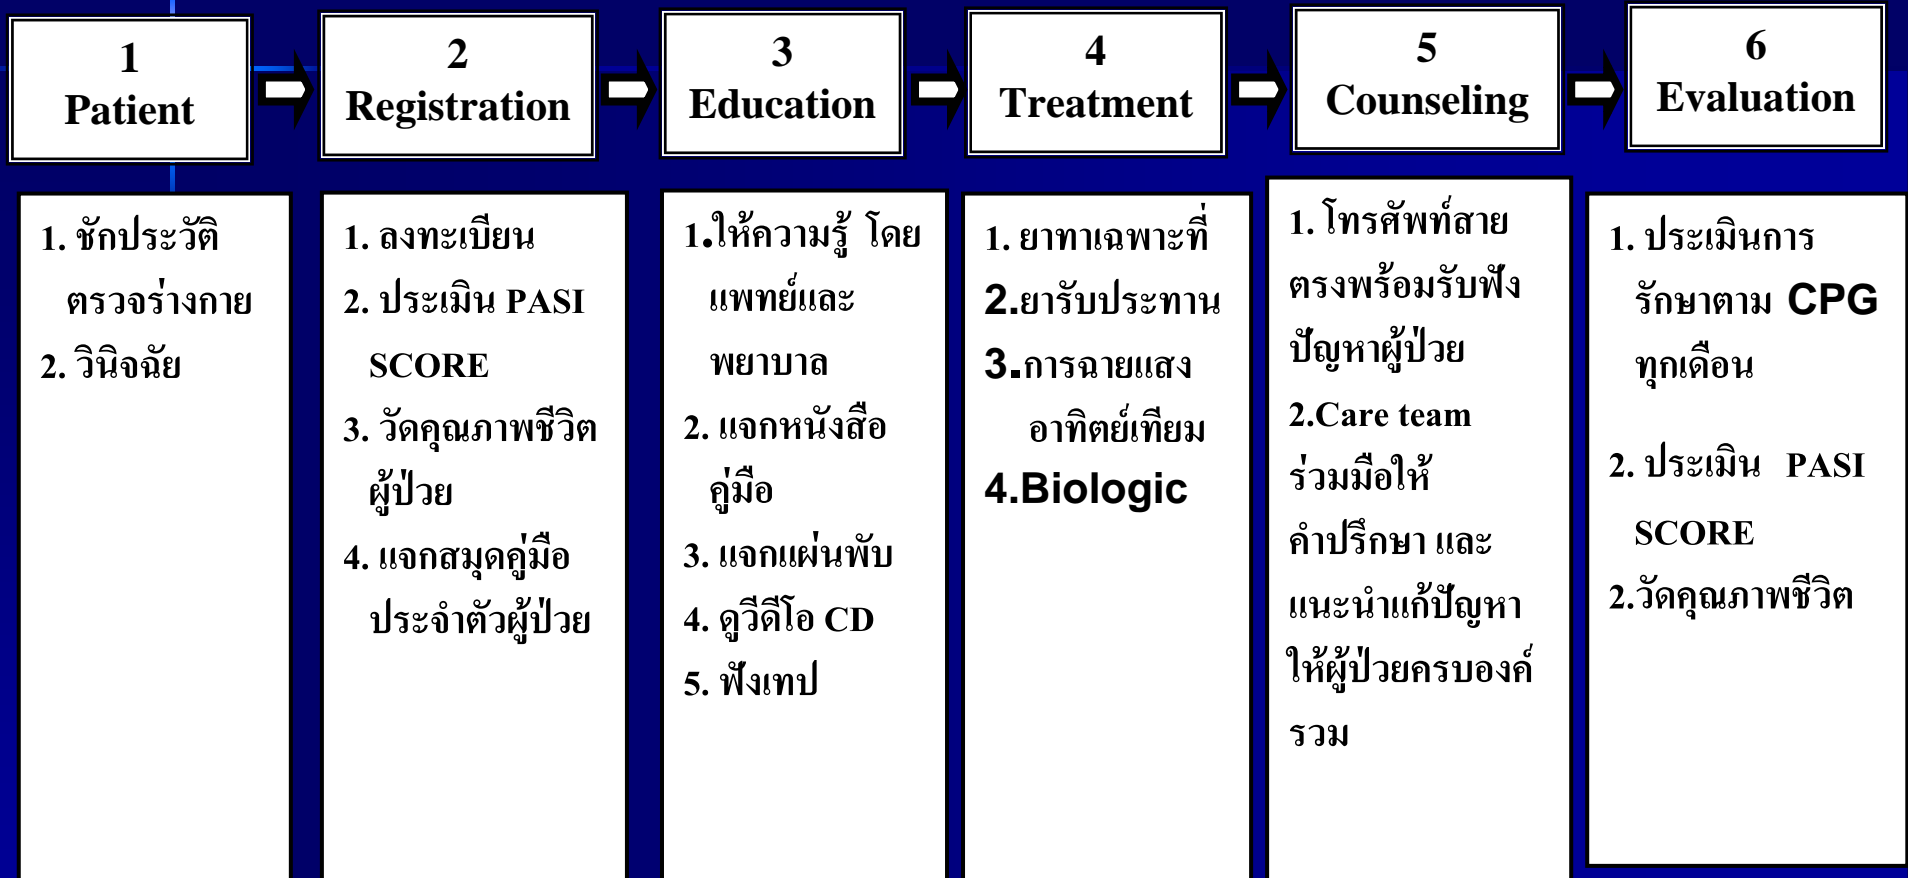 1
Patient
2
Registration
3
Education
4
Treatment
5
Counseling
6
Evaluation
1. ซักประวัติ
ตรวจร่างกาย
2. วินิจฉัย
1. ลงทะเบียน
2. ประเมิน PASI
SCORE
3. วัดคุณภาพชีวิต
ผู้ป่วย
4. แจกสมุดคู่มือ
ประจำตัวผู้ป่วย
1.ให้ความรู้ โดย
แพทย์และ
พยาบาล
2. แจกหนังสือ
คู่มือ
3. แจกแผ่นพับ
4. ดูวีดีโอ CD
5. ฟังเทป
1. ยาทาเฉพาะที่
2.ยารับประทาน
3.การฉายแสง
อาทิตย์เทียม
4.Biologic
1. โทรศัพท์สาย
ตรงพร้อมรับฟัง
ปัญหาผู้ป่วย
2.Care team
ร่วมมือให้
คำปรึกษา และ
แนะนำแก้ปัญหา
ให้ผู้ป่วยครบองค์
รวม
1. ประเมินการ
รักษาตาม CPG
ทุกเดือน
2. ประเมิน PASI
SCORE
2.วัดคุณภาพชีวิต